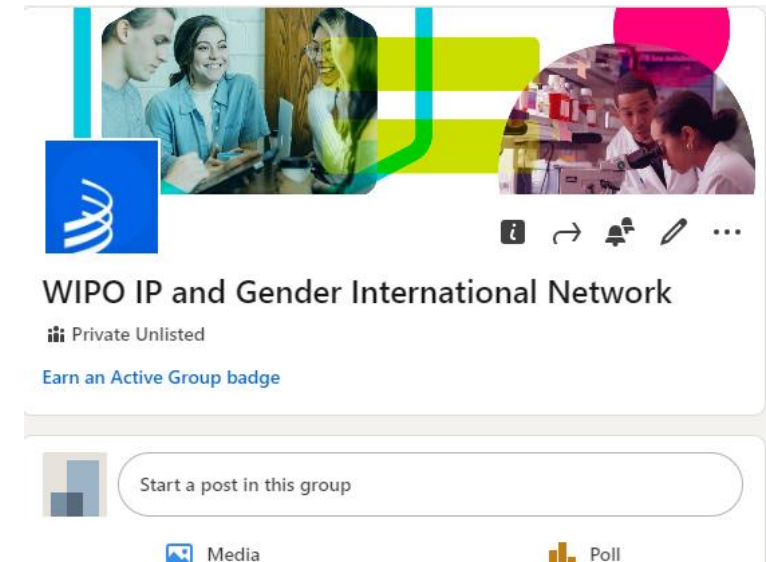 WIPO IP and Gender International Network
Private Unlisted
Earn an Active Group badge
Start a post in this group
Media
Poll